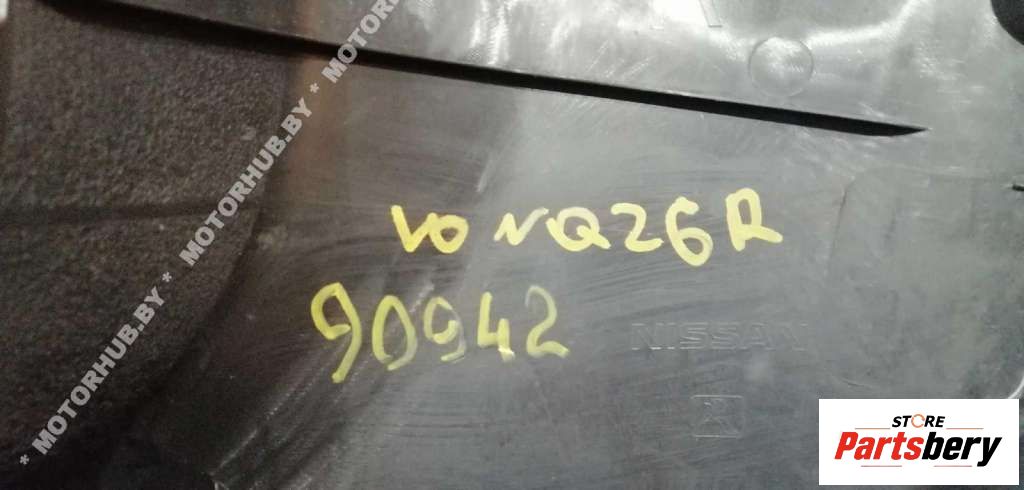 * MOTORHUB.BY * MOTORHUB.BY * MOTOR
VO NQ26R
90942
NISSAN
STORE
Partsbery